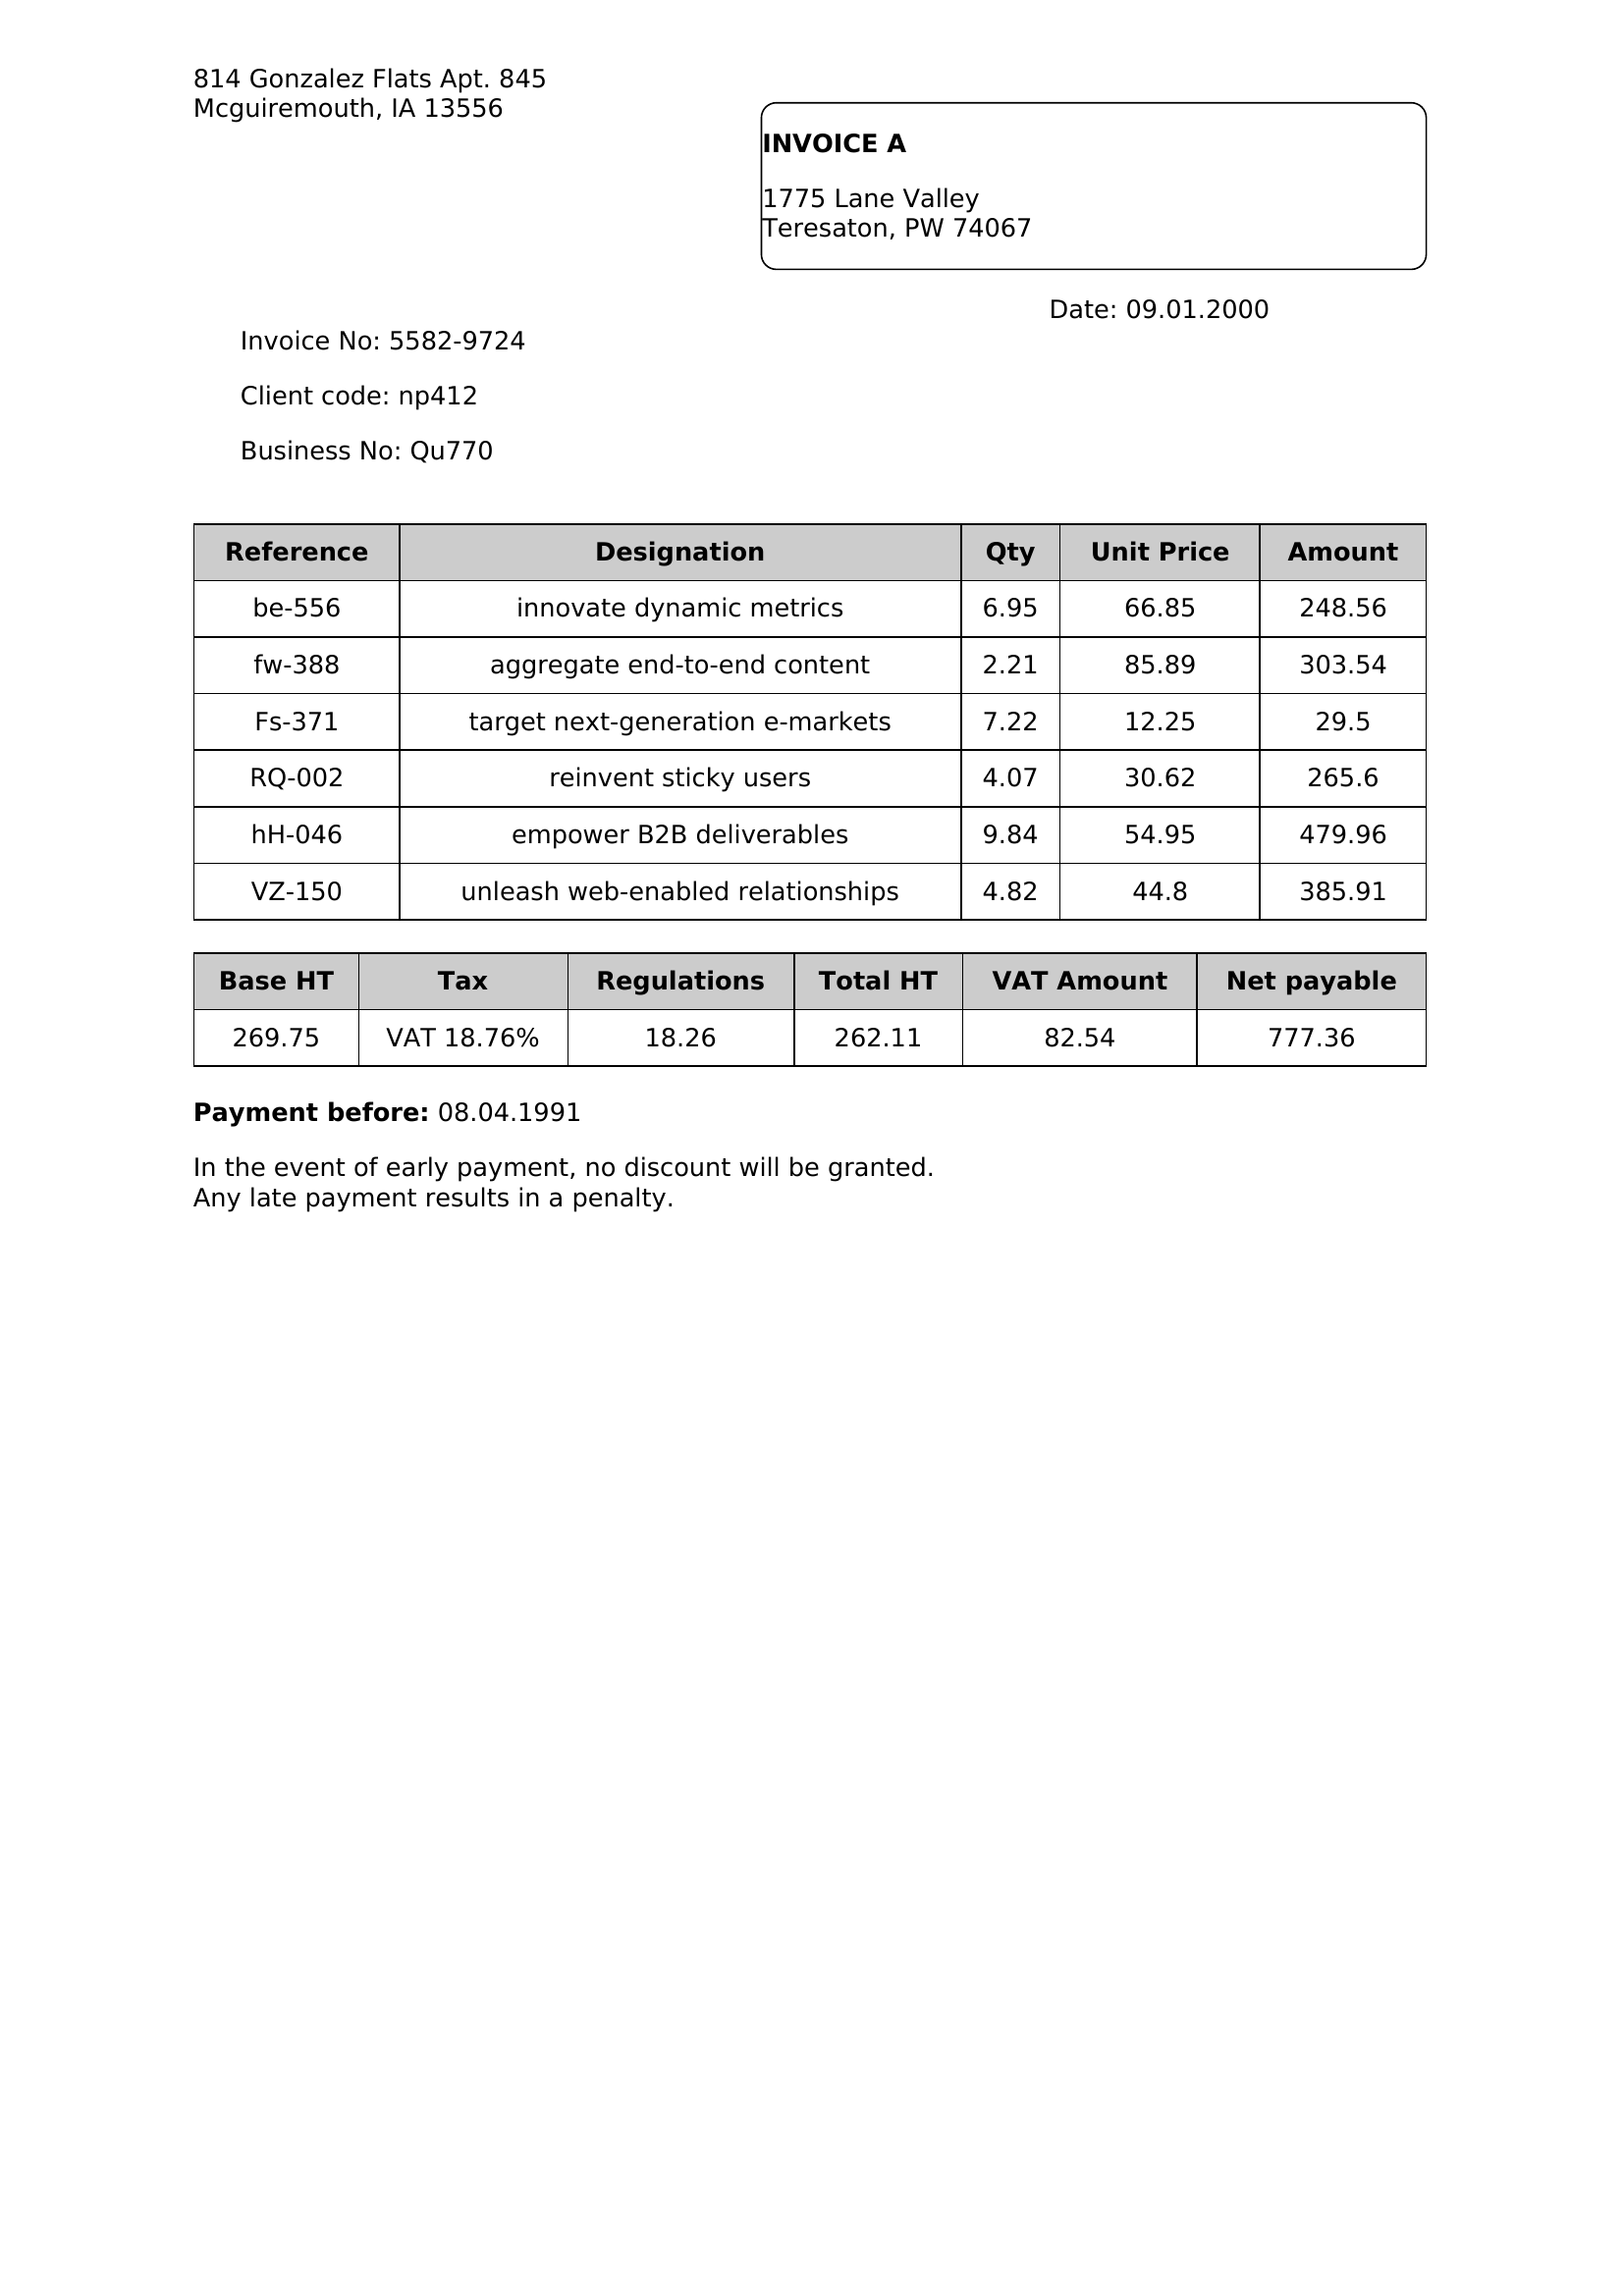 814 Gonzalez Flats Apt. 845
Mcguiremouth, IA 13556
INVOICE A
1775 Lane Valley
Teresaton, PW 74067
Date: 09.01.2000
Invoice No: 5582-9724
Client code: np412
Business No: Qu770
Reference Designation Qty Unit Price Amount
be-556 innovate dynamic metrics 6.95 66.85 248.56
fw-388 aggregate end-to-end content 2.21 85.89 303.54
Fs-371 target next-generation e-markets 7.22 12.25 29.5
RQ-002 reinvent sticky users 4.07 30.62 265.6
hH-046 empower B2B deliverables 9.84 54.95 479.96
VZ-150 unleash web-enabled relationships 4.82 44.8 385.91
Base HT Tax Regulations Total HT VAT Amount Net payable
269.75 VAT 18.76% 18.26 262.11 82.54 777.36
Payment before: 08.04.1991
In the event of early payment, no discount will be granted.
Any late payment results in a penalty.